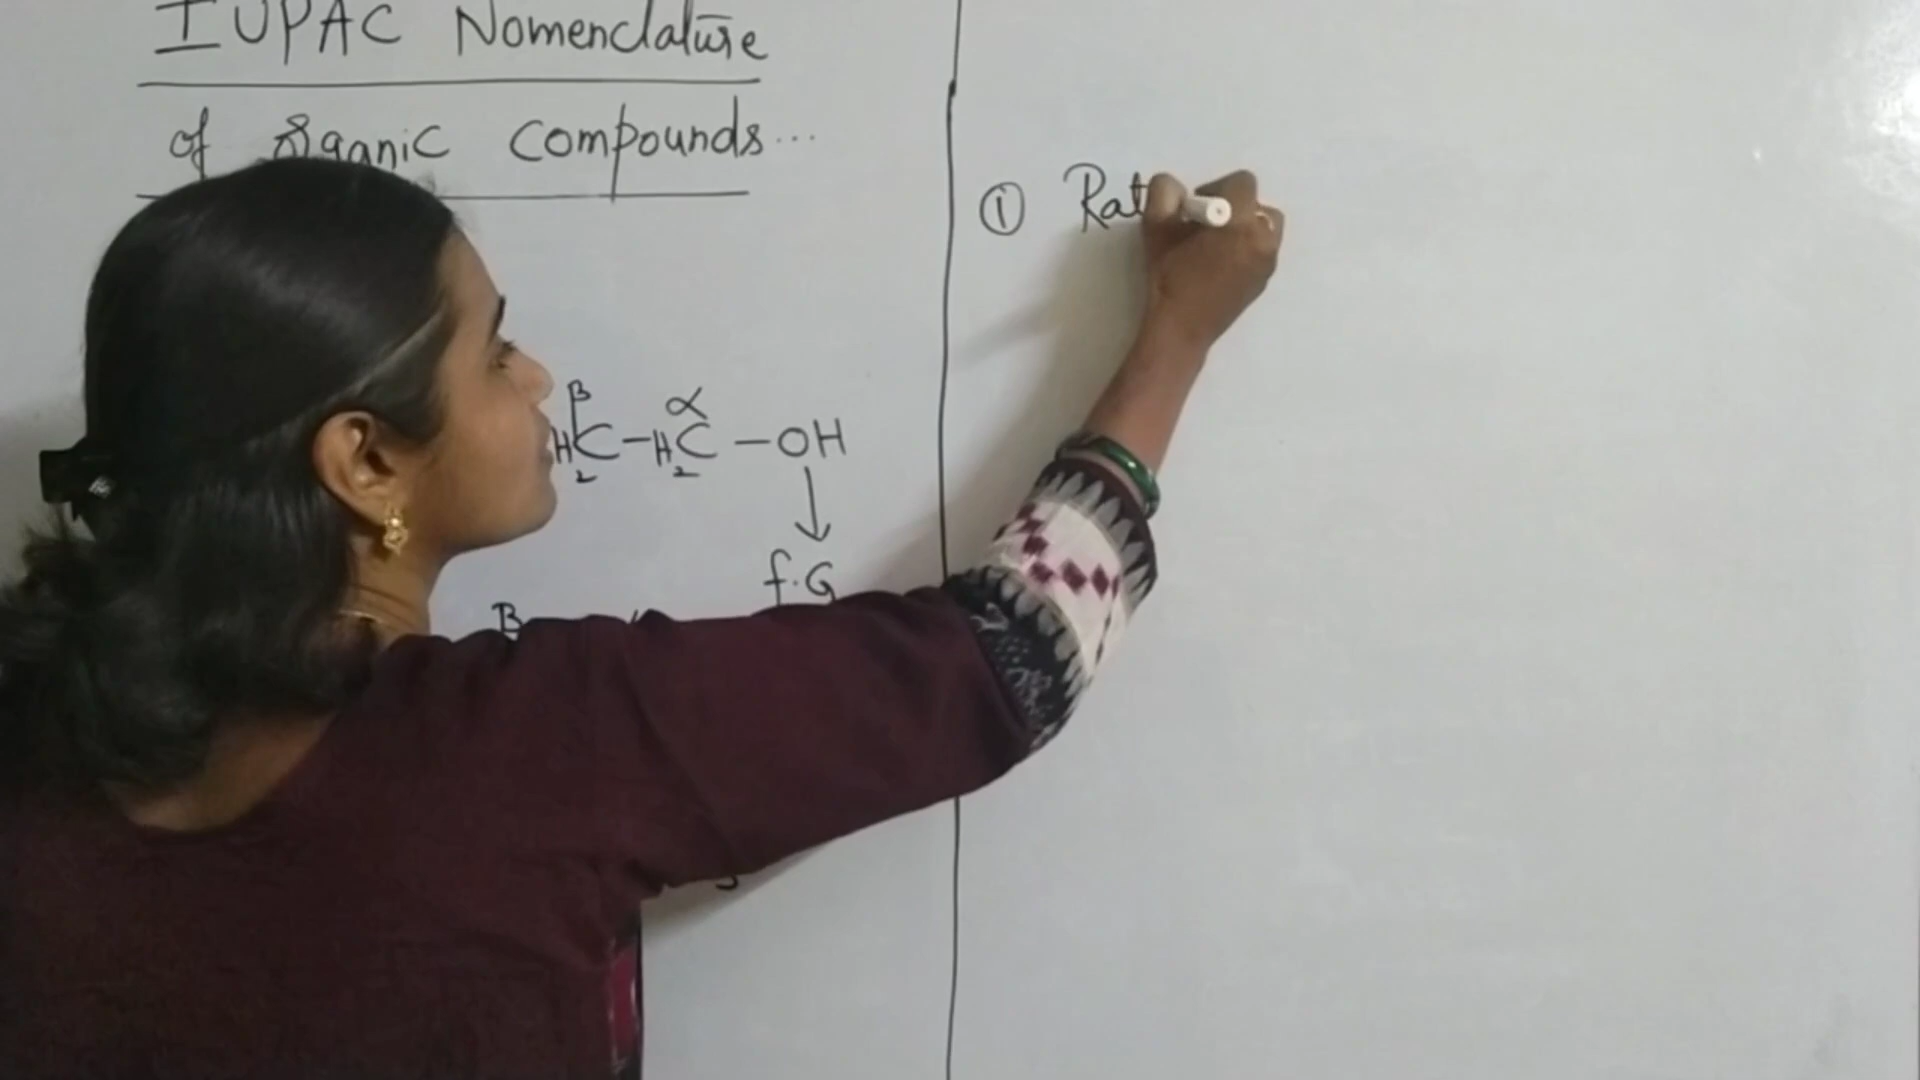 IUPAC Nomenclature
of organic compounds...
β α
H₂C-H₂C-OH
f.G
β
① Rat